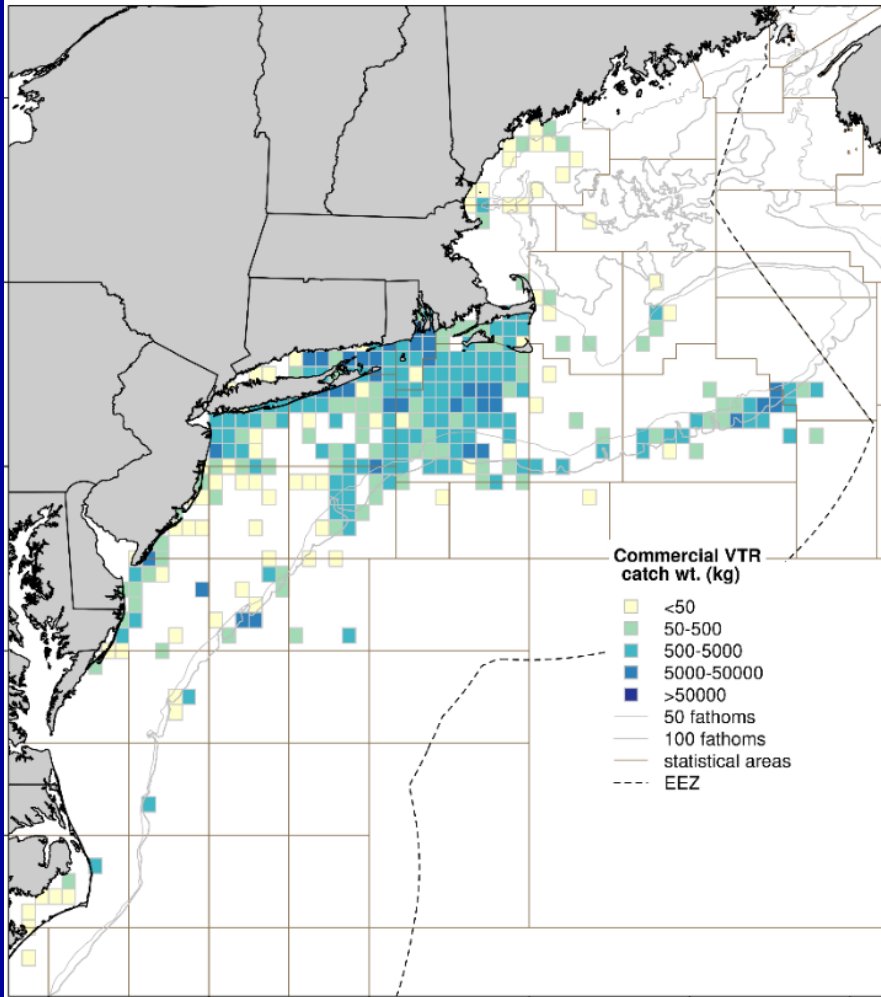 Commercial VTR
catch wt. (kg)
<50
50-500
500-5000
5000-50000
>50000
50 fathoms
100 fathoms
statistical areas
EEZ